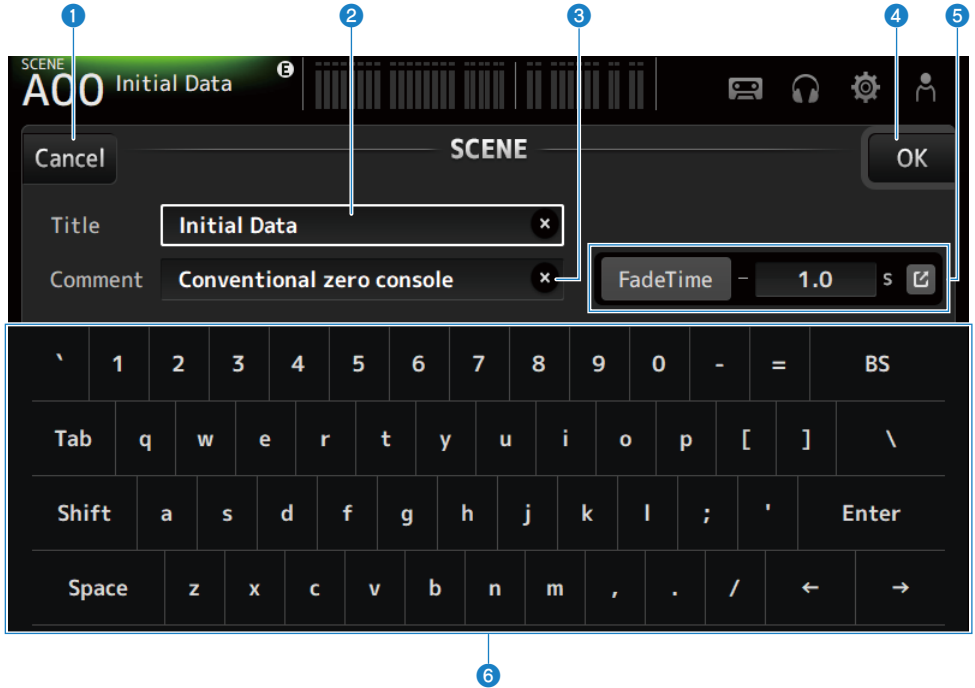 1 2 3 4 5
SCENE
A00 Initial Data E
Cancel SCENE OK
Title Initial Data ×
Comment Conventional zero console × FadeTime – 1.0 s
` 1 2 3 4 5 6 7 8 9 0 - = BS
Tab q w e r t y u i o p [ ] \
Shift a s d f g h j k l ; ' Enter
Space z x c v b n m , . / ← →
6